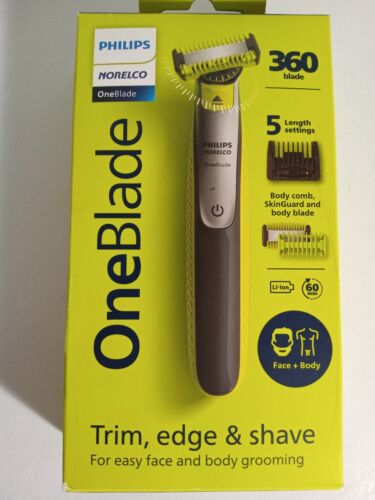 PHILIPS
NORELCO
OneBlade
360
blade
5 Length
settings
PHILIPS
NORELCO
OneBlade
OneBlade
Body comb,
SkinGuard and
body blade
Li-Ion
60
min
Face + Body
Trim, edge & shave
For easy face and body grooming